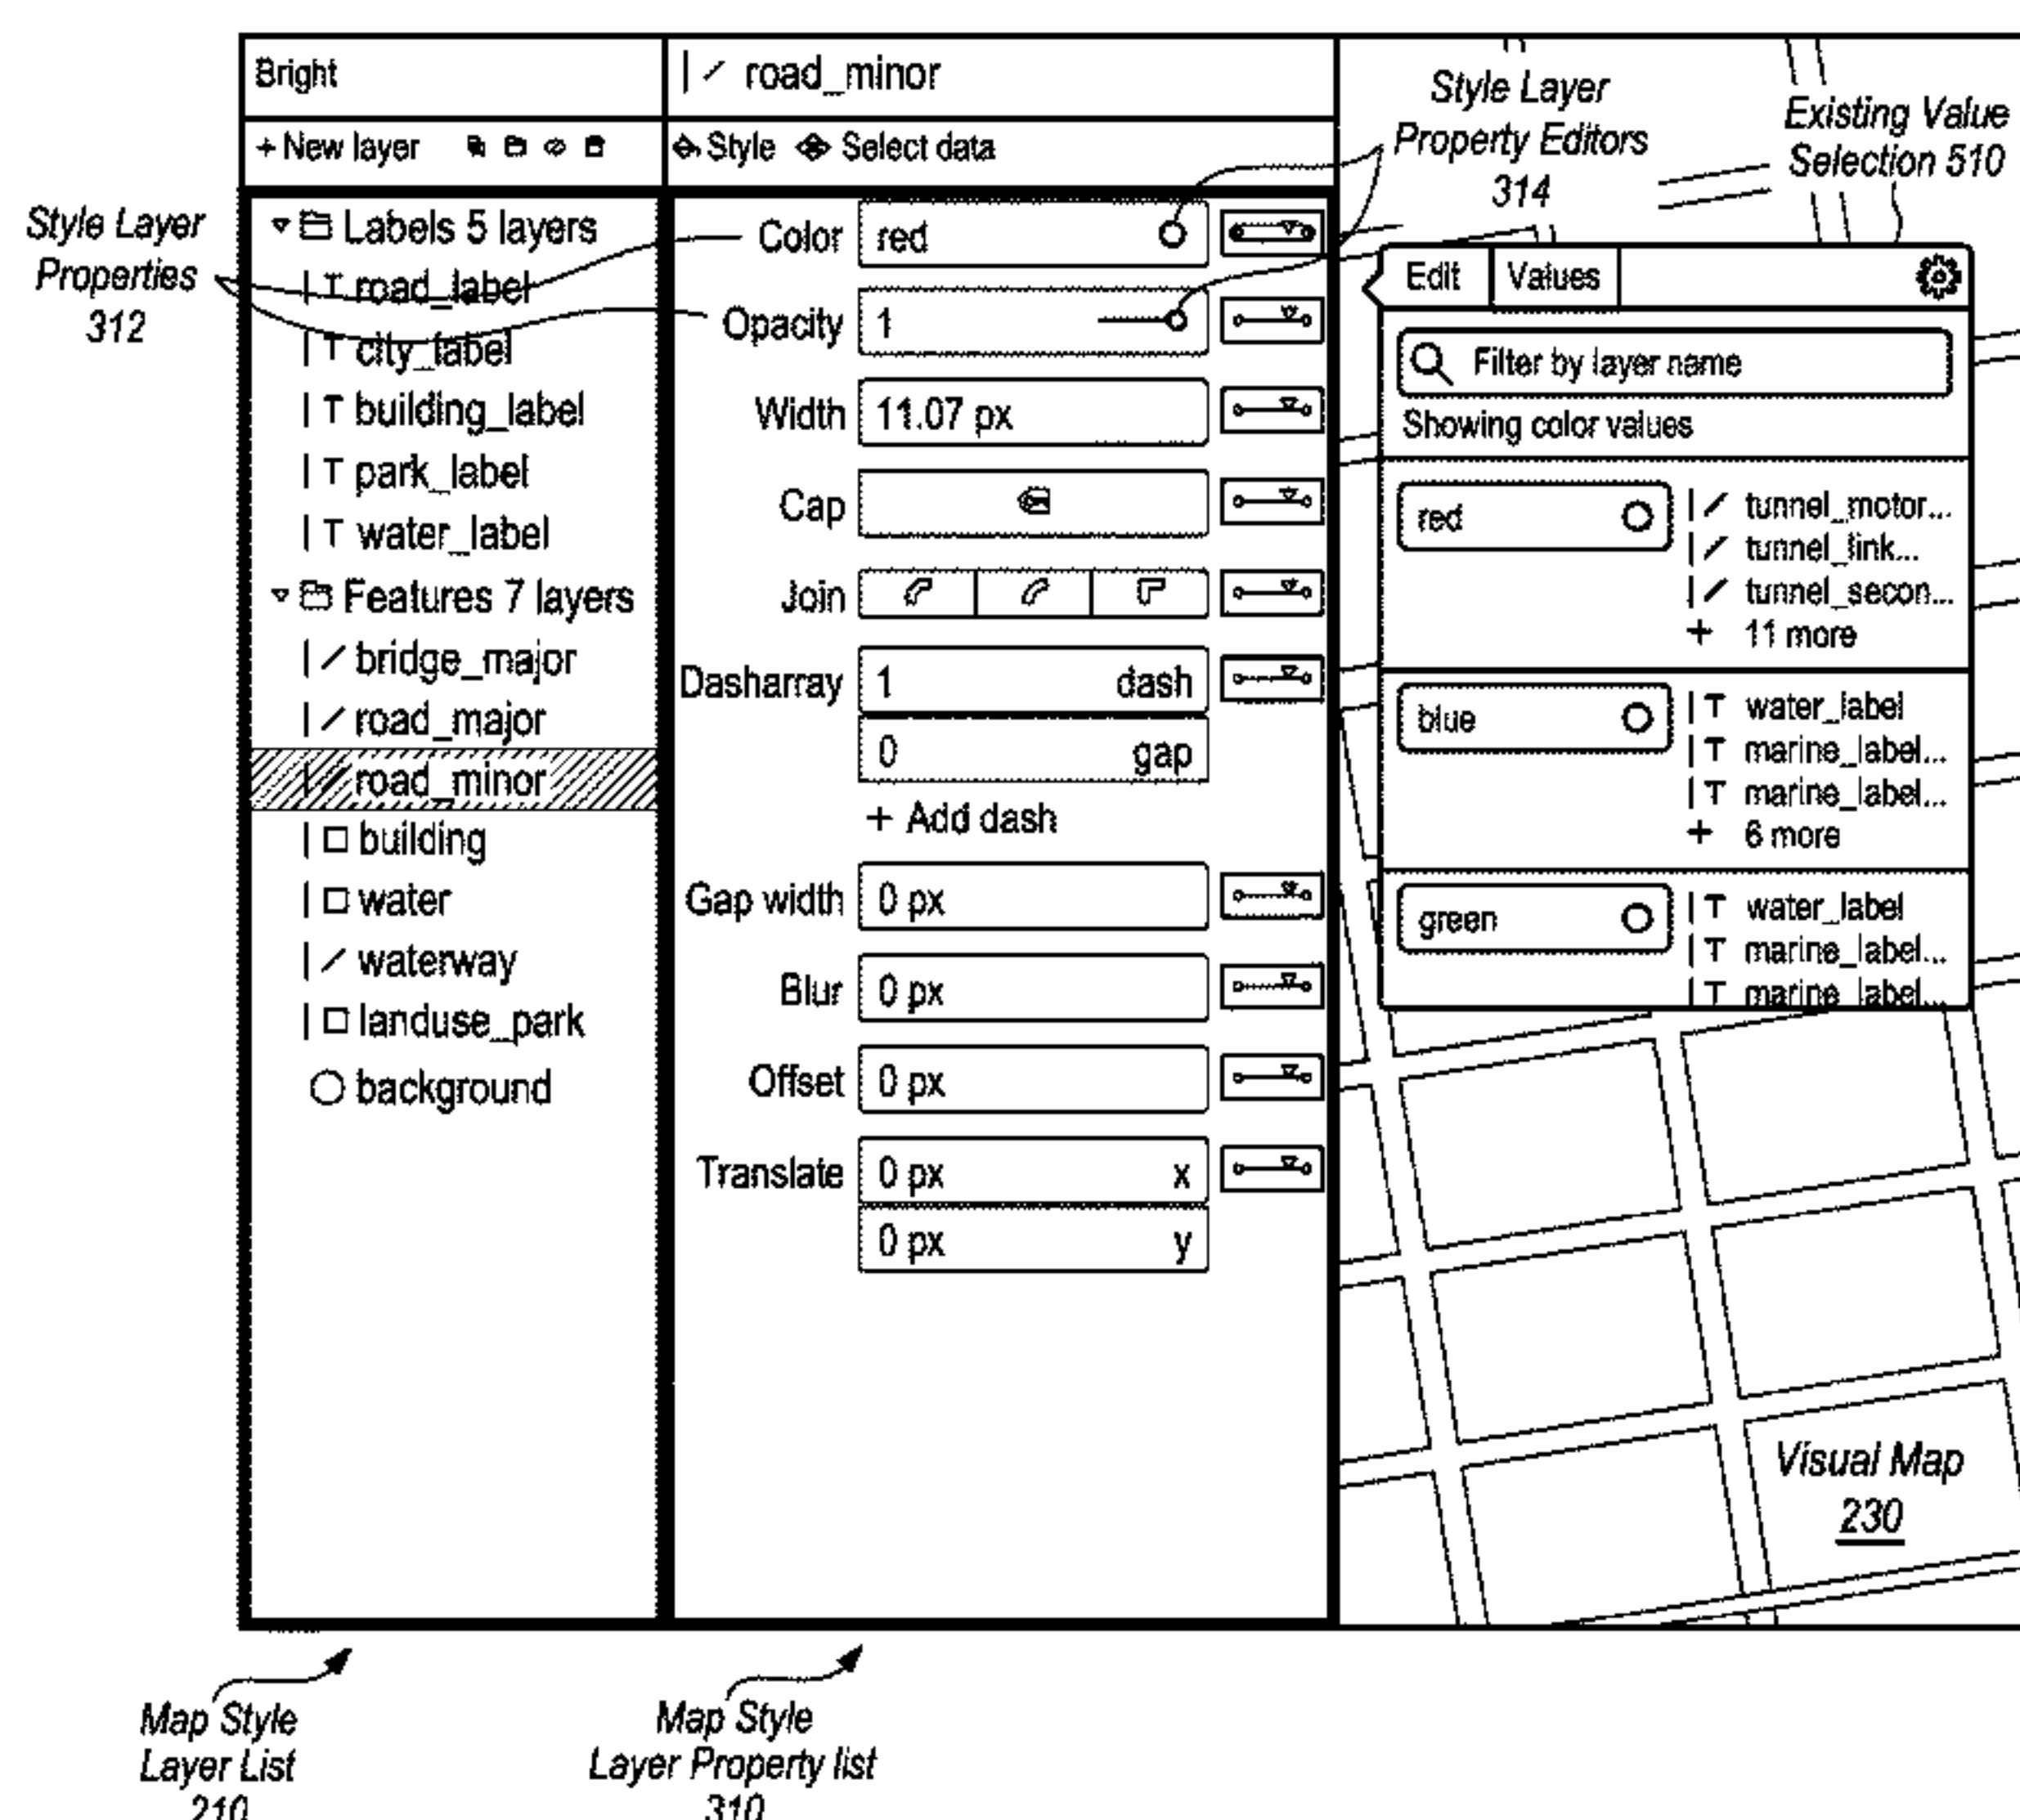 Bright
| road_minor
+ New layer
Style Select data
Style Layer
Properties
312
Labels 5 layers
| T road_label
| T city_label
| T building_label
| T park_label
| T water_label
Features 7 layers
| bridge_major
| road_major
| road_minor
| building
| water
| waterway
| landuse_park
background
Color red
Opacity 1
Width 11.07 px
Cap
Join
Dasharray 1 dash
0 gap
+ Add dash
Gap width 0 px
Blur 0 px
Offset 0 px
Translate 0 px x
0 px y
Style Layer
Property Editors
314
Existing Value
Selection 510
Edit Values
Filter by layer name
Showing color values
red
| tunnel_motor...
| tunnel_link...
| tunnel_secon...
+ 11 more
blue
| T water_label
| T marine_label...
| T marine_label...
+ 6 more
green
| T water_label
| T marine_label...
| T marine_label...
Visual Map
230
Map Style
Layer List
210
Map Style
Layer Property list
310